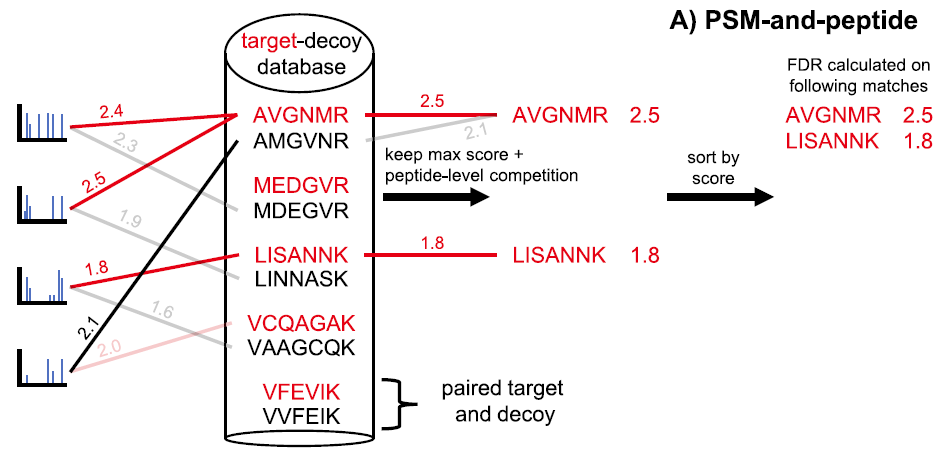 A) PSM-and-peptide
target-decoy
database
FDR calculated on
following matches
2.4
2.3
2.5
1.9
1.8
1.6
2.1
2.0
AVGNMR
AMGVNR
MEDGVR
MDEGVR
LISANNK
LINNASK
VCQAGAK
VAAGCQK
VFEVIK
VVFEIK
2.5
2.1
keep max score +
peptide-level competition
1.8
AVGNMR 2.5
LISANNK 1.8
sort by
score
AVGNMR 2.5
LISANNK 1.8
paired target
and decoy